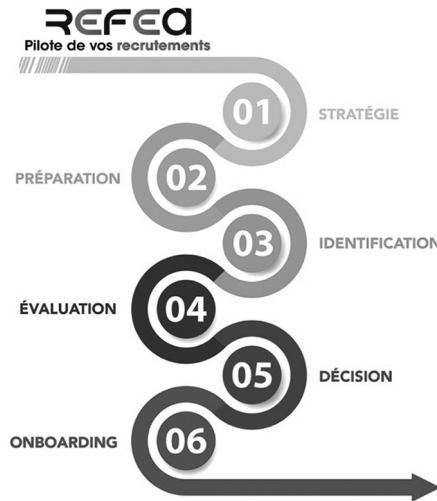 REFEA
Pilote de vos recrutements
01
STRATÉGIE
PRÉPARATION
02
03
IDENTIFICATION
ÉVALUATION
04
05
DÉCISION
ONBOARDING
06